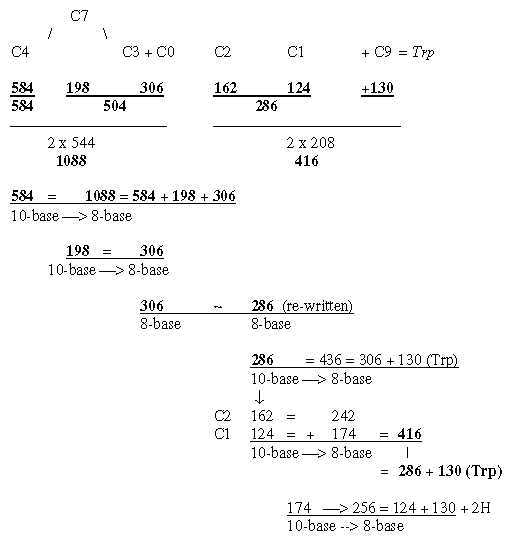 C7
/ \
C4 C3 + C0 C2 C1 + C9 = Trp
584 198 306 162 124 +130
584 504 286
2 x 544 2 x 208
1088 416
584 = 1088 = 584 + 198 + 306
10-base —> 8-base
198 = 306
10-base —> 8-base
306 ~ 286 (re-written)
8-base 8-base
286 = 436 = 306 + 130 (Trp)
10-base —> 8-base
↓
C2 162 = 242
C1 124 = + 174 = 416
10-base —> 8-base |
= 286 + 130 (Trp)
174 —> 256 = 124 + 130 + 2H
10-base --> 8-base